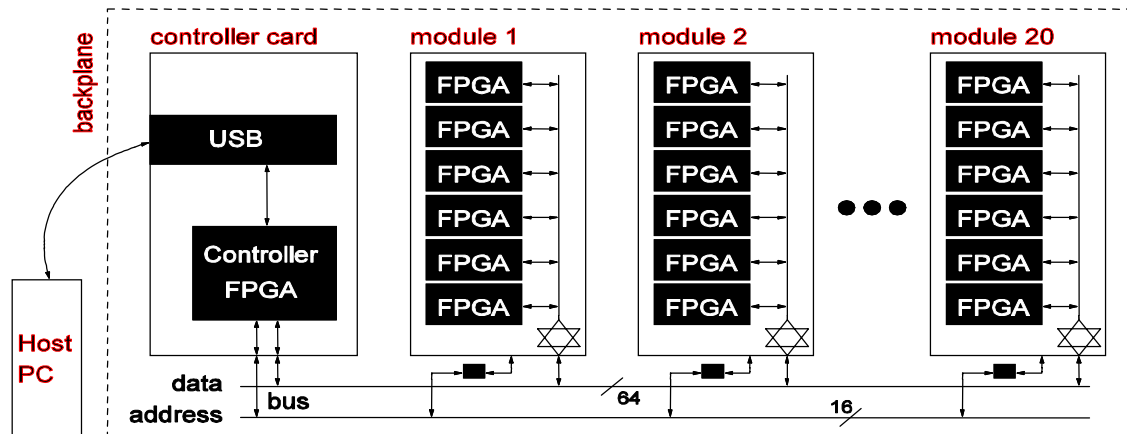 backplane
controller card
USB
Controller
FPGA
module 1
FPGA
FPGA
FPGA
FPGA
FPGA
FPGA
module 2
FPGA
FPGA
FPGA
FPGA
FPGA
FPGA
module 20
FPGA
FPGA
FPGA
FPGA
FPGA
FPGA
Host
PC
data
bus
address
64
16